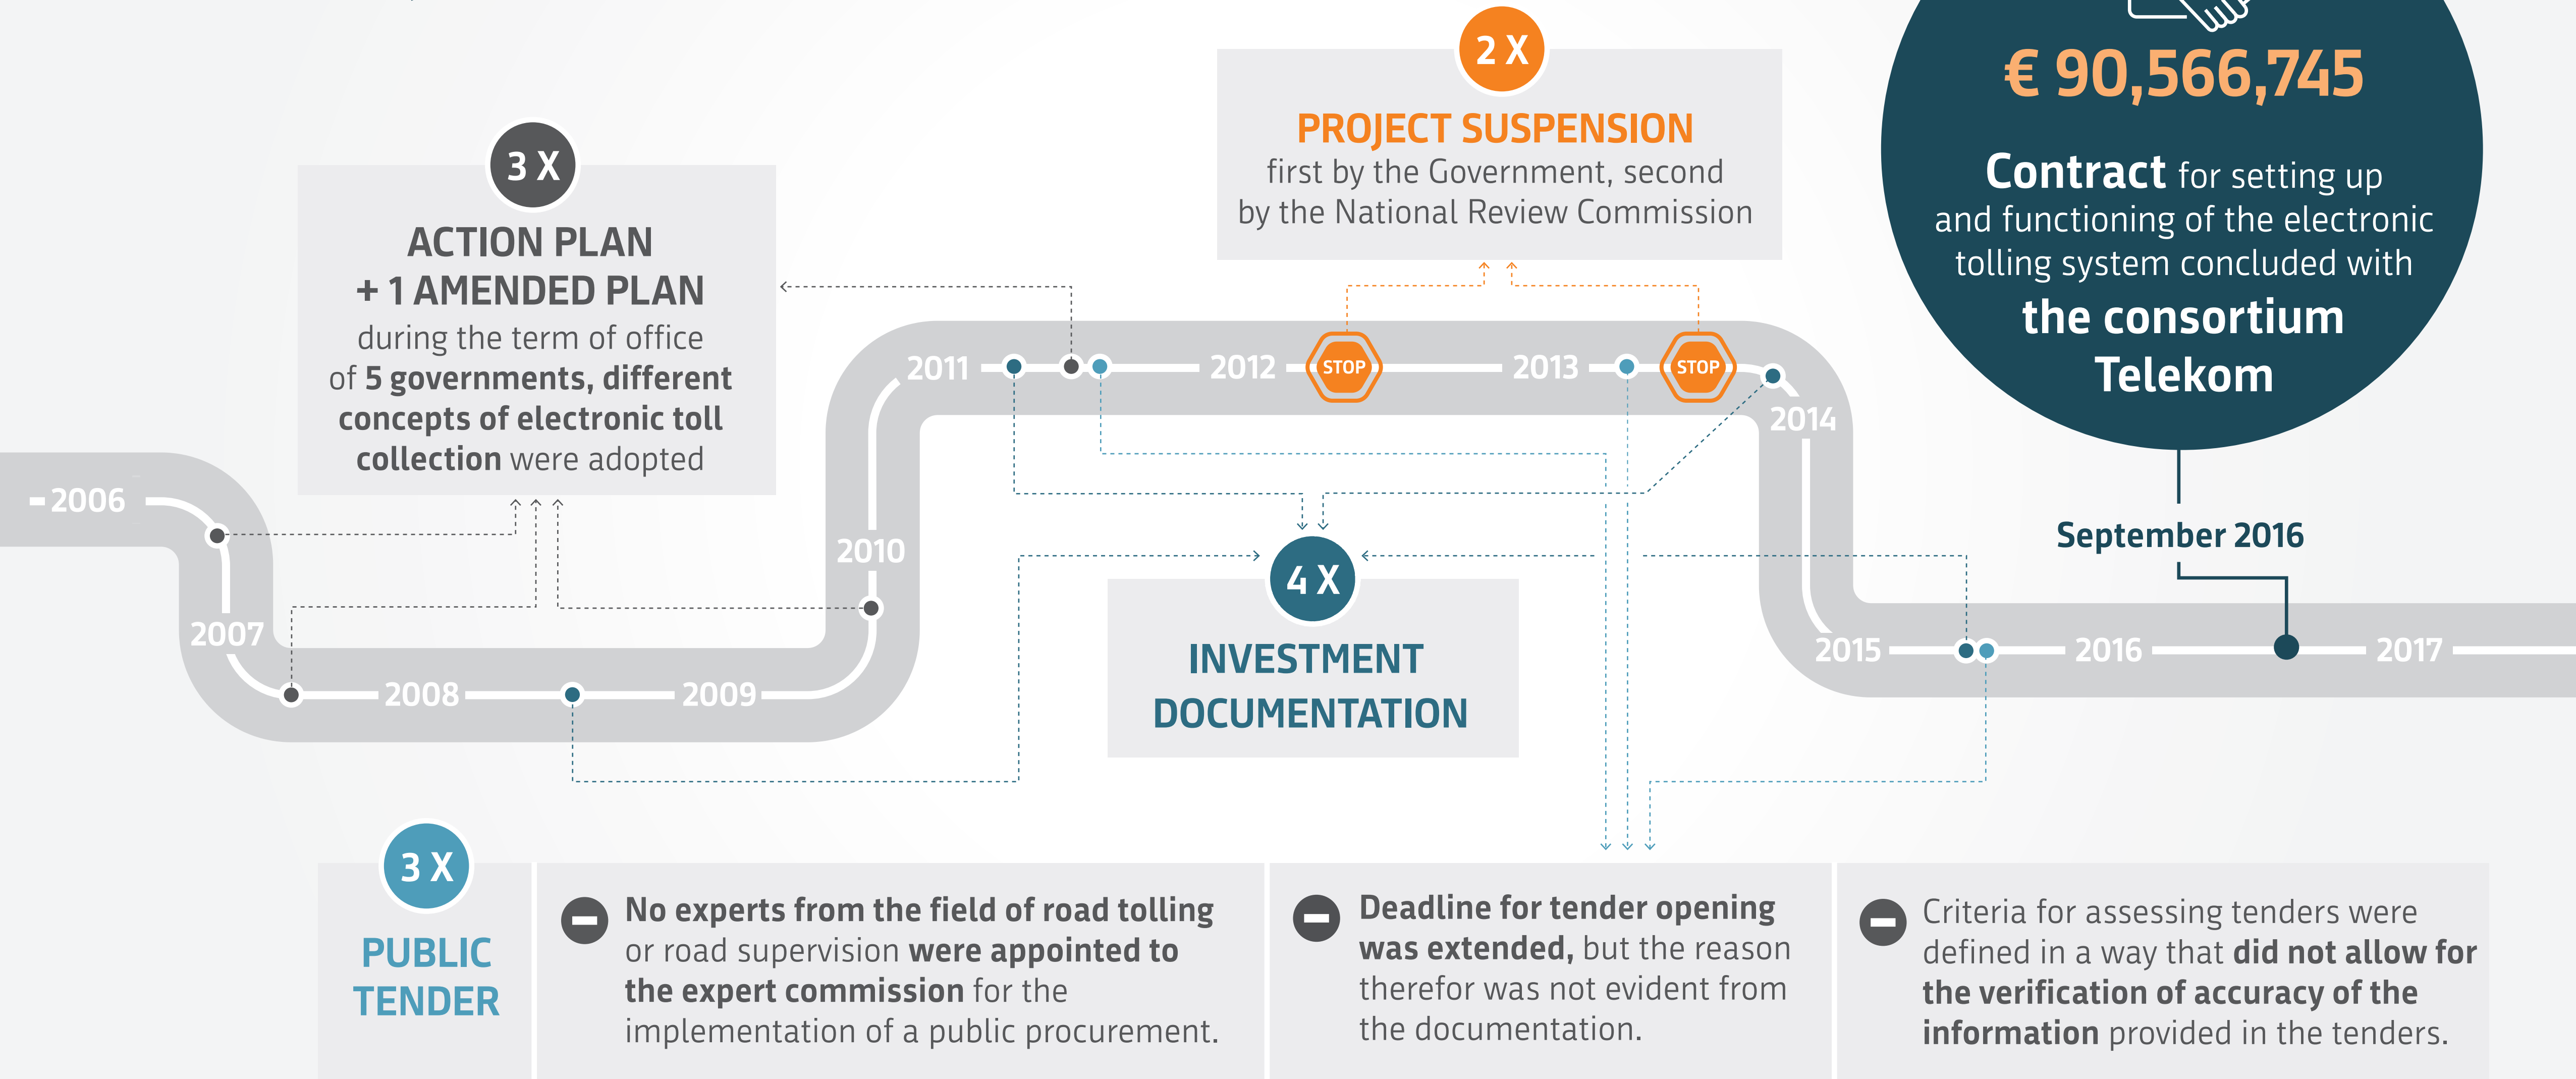 2 X
PROJECT SUSPENSION
first by the Government, second
by the National Review Commission
€ 90,566,745
Contract for setting up
and functioning of the electronic
tolling system concluded with
the consortium
Telekom
September 2016
3 X
ACTION PLAN
+ 1 AMENDED PLAN
during the term of office
of 5 governments, different
concepts of electronic toll
collection were adopted
2006
2007
2008
2009
2010
2011
2012
STOP
2013
STOP
2014
2015
2016
2017
4 X
INVESTMENT
DOCUMENTATION
3 X
PUBLIC
TENDER
No experts from the field of road tolling
or road supervision were appointed to
the expert commission for the
implementation of a public procurement.
Deadline for tender opening
was extended, but the reason
therefor was not evident from
the documentation.
Criteria for assessing tenders were
defined in a way that did not allow for
the verification of accuracy of the
information provided in the tenders.